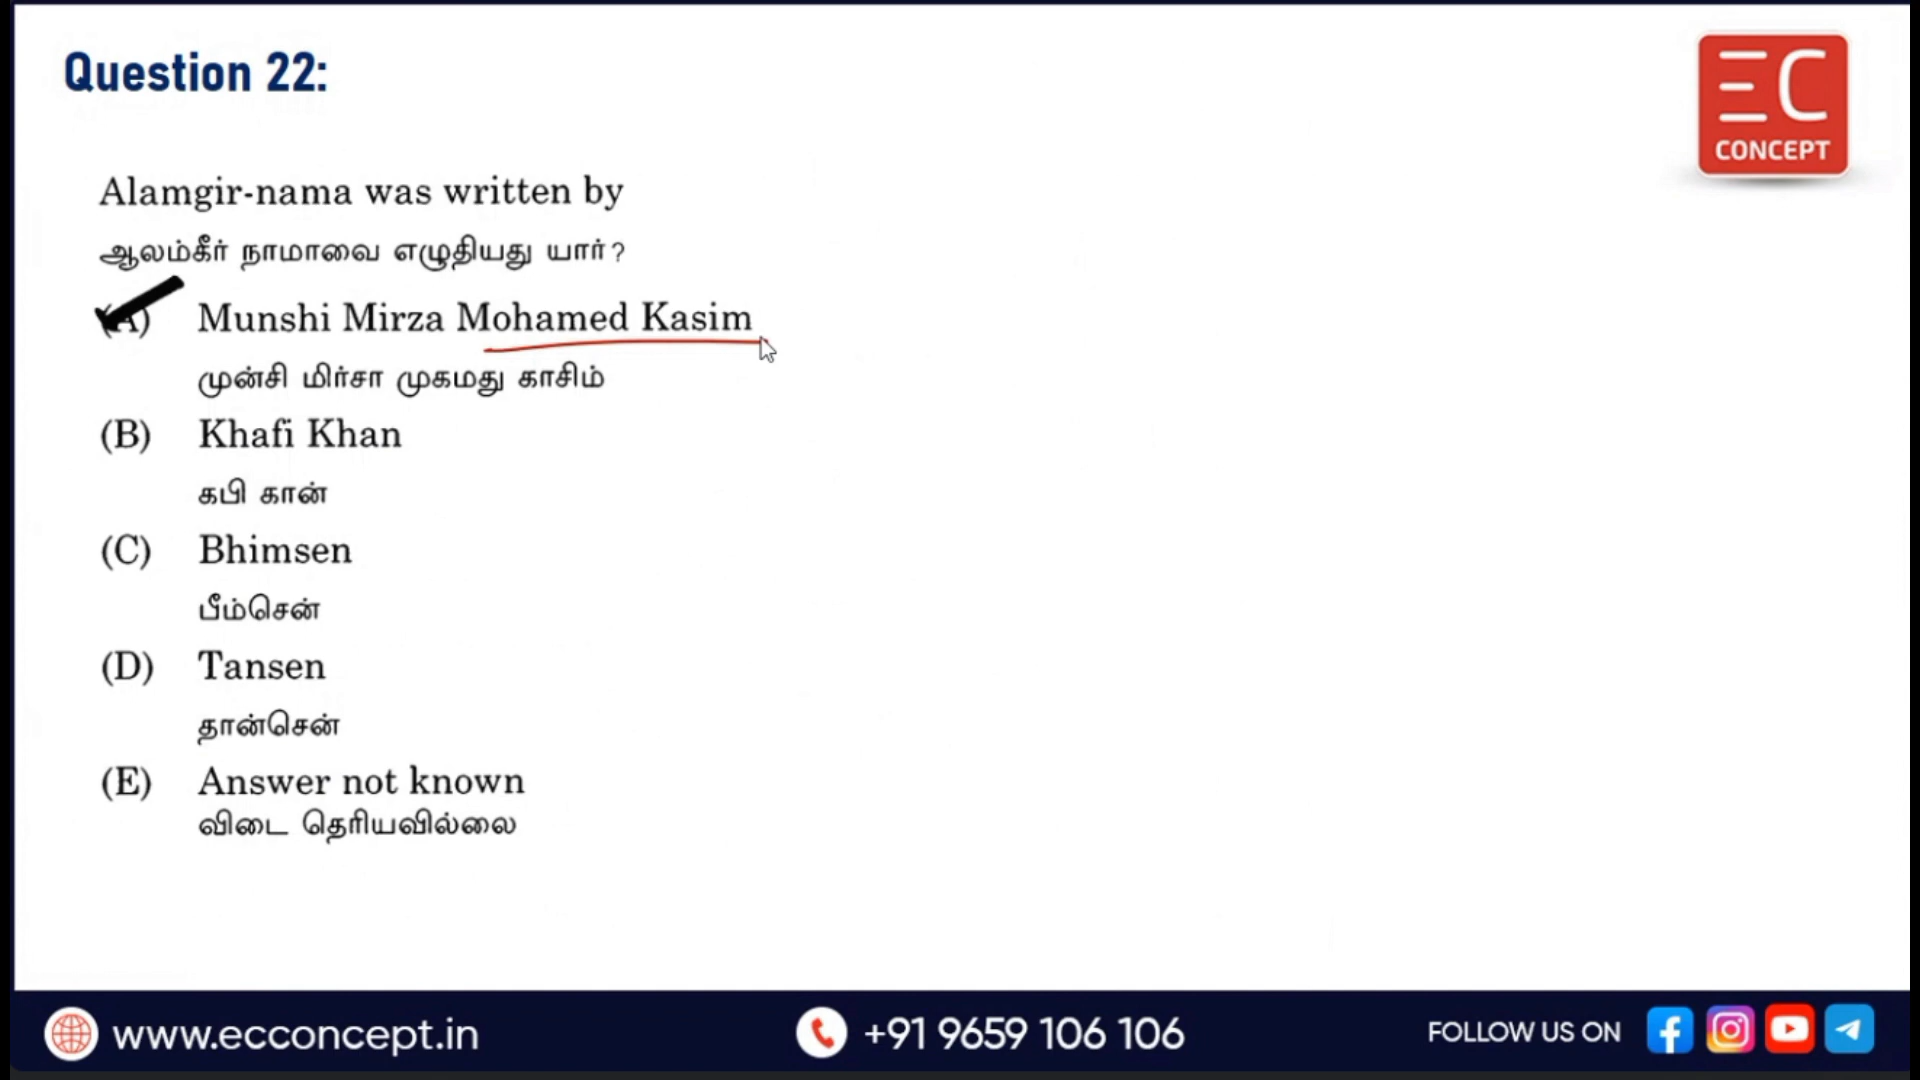 Question 22:
EC
CONCEPT
Alamgir-nama was written by
ஆலம்கீர் நாமாவை எழுதியது யார்?
(A) Munshi Mirza Mohamed Kasim
முன்சி மிர்சா முகமது காசிம்
(B) Khafi Khan
கபி கான்
(C) Bhimsen
பீம்சென்
(D) Tansen
தான்சென்
(E) Answer not known
விடை தெரியவில்லை
www.ecconcept.in
+91 9659 106 106
FOLLOW US ON